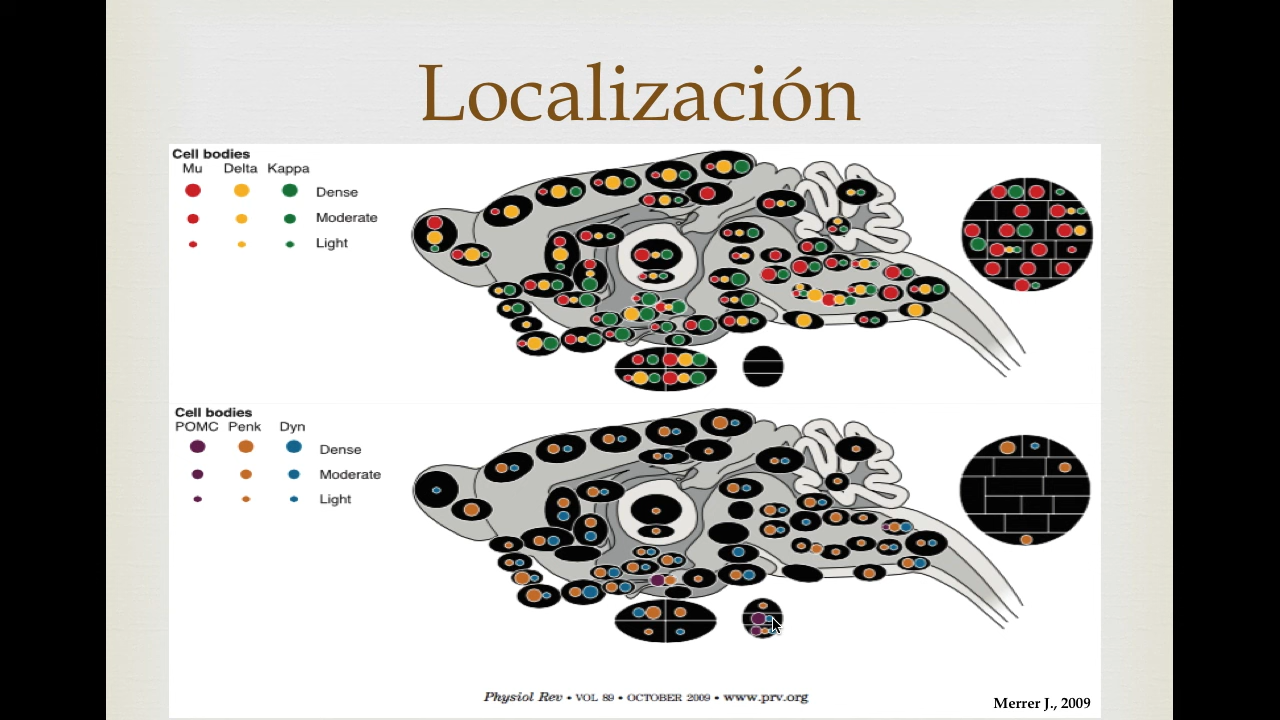 Localización
Cell bodies
Mu Delta Kappa
Dense
Moderate
Light
Cell bodies
POMC Penk Dyn
Dense
Moderate
Light
Physiol Rev • VOL 89 • OCTOBER 2009 • www.prv.org
Merrer J., 2009